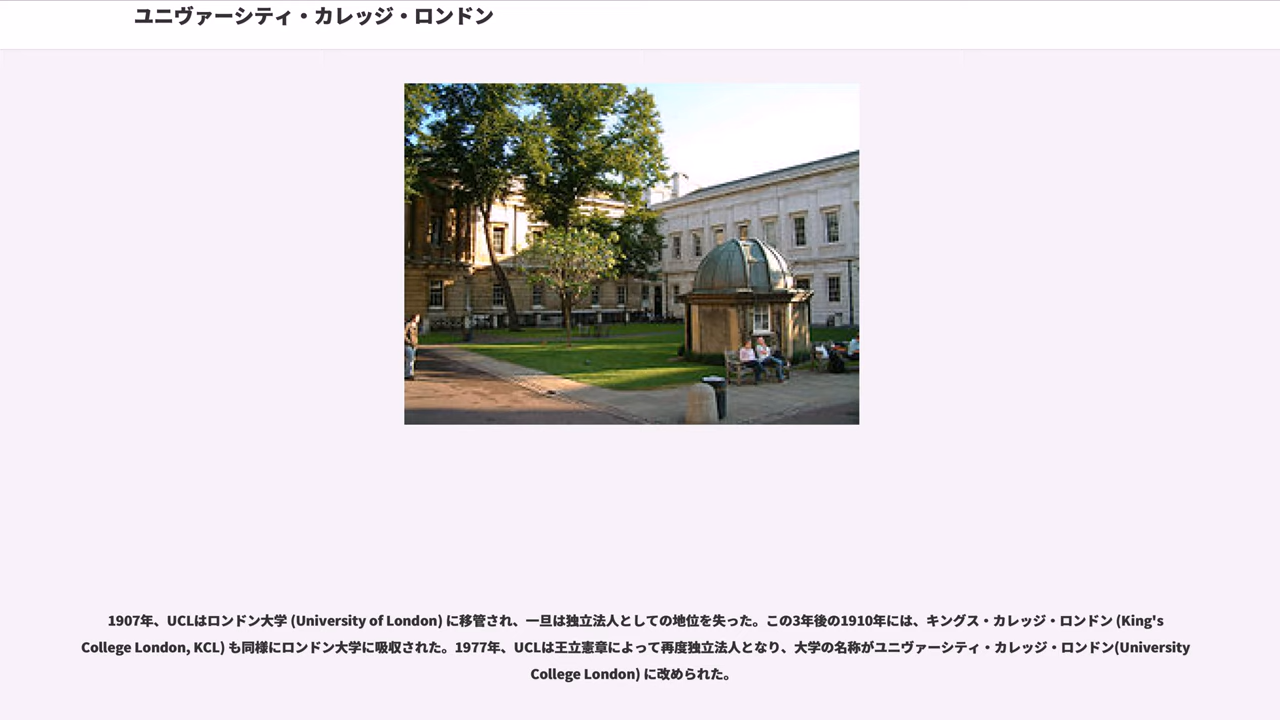 ユニヴァーシティ・カレッジ・ロンドン
1907年、UCLはロンドン大学 (University of London) に移管され、一旦は独立法人としての地位を失った。この3年後の1910年には、キングス・カレッジ・ロンドン (King's
College London, KCL) も同様にロンドン大学に吸収された。1977年、UCLは王立憲章によって再度独立法人となり、大学の名称がユニヴァーシティ・カレッジ・ロンドン(University
College London) に改められた。